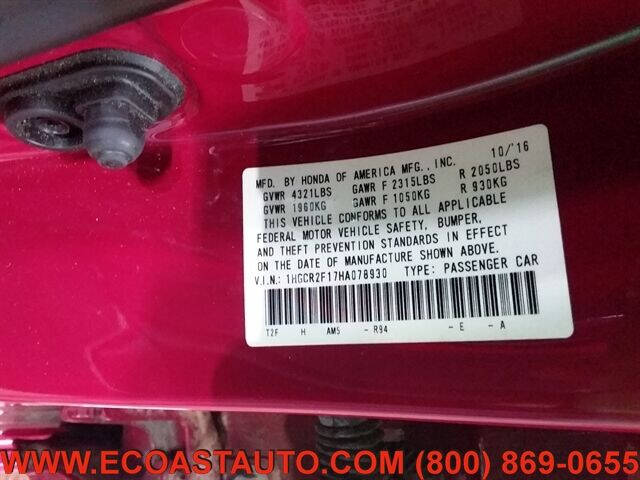 MFD. BY HONDA OF AMERICA MFG., INC. 10/'16
GVWR 4321LBS GAWR F 2315LBS R 2050LBS
GVWR 1960KG GAWR F 1050KG R 930KG
THIS VEHICLE CONFORMS TO ALL APPLICABLE
FEDERAL MOTOR VEHICLE SAFETY, BUMPER,
AND THEFT PREVENTION STANDARDS IN EFFECT
ON THE DATE OF MANUFACTURE SHOWN ABOVE.
V.I.N.: 1HGCR2F17HA078930 TYPE: PASSENGER CAR
T2F H AM5 - R94 - E - A
WWW.ECOASTAUTO.COM (800) 869-0655